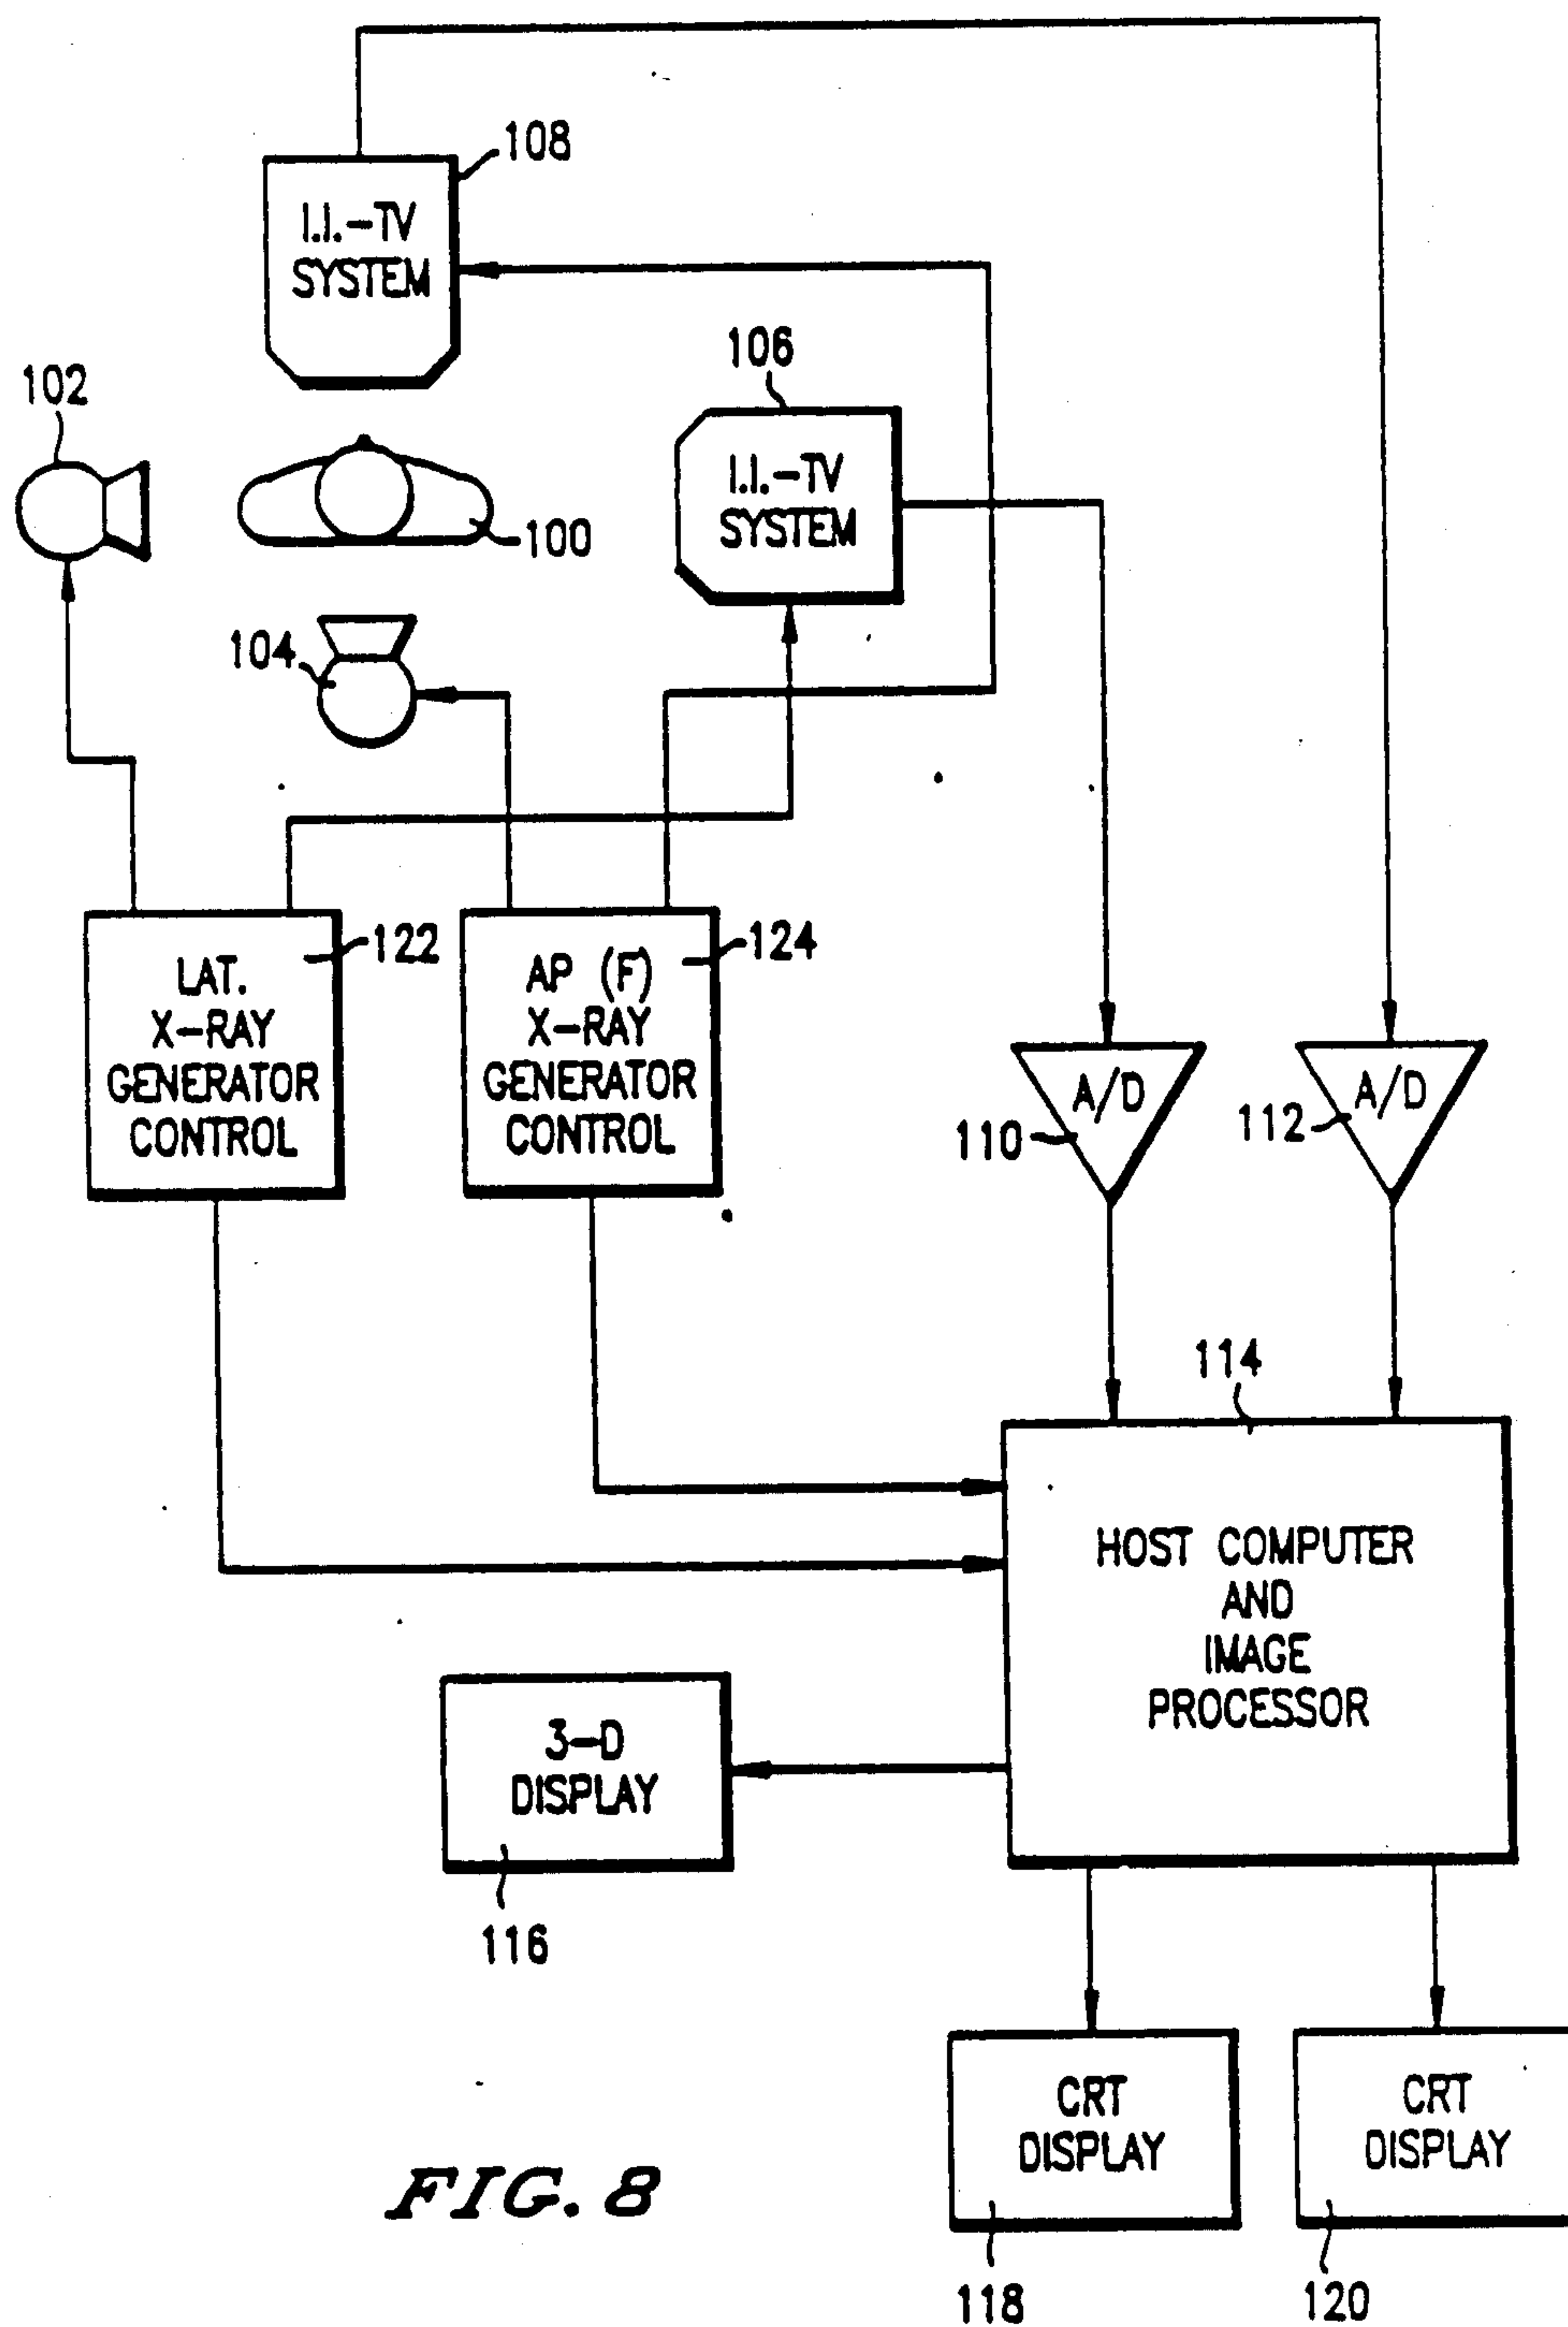 108
I.I.-TV
SYSTEM
106
102
I.I.-TV
SYSTEM
100
104
122
124
LAT.
X-RAY
GENERATOR
CONTROL
AP (F)
X-RAY
GENERATOR
CONTROL
A/D
110
A/D
112
114
HOST COMPUTER
AND
IMAGE
PROCESSOR
3-D
DISPLAY
116
CRT
DISPLAY
118
CRT
DISPLAY
120
FIG. 8